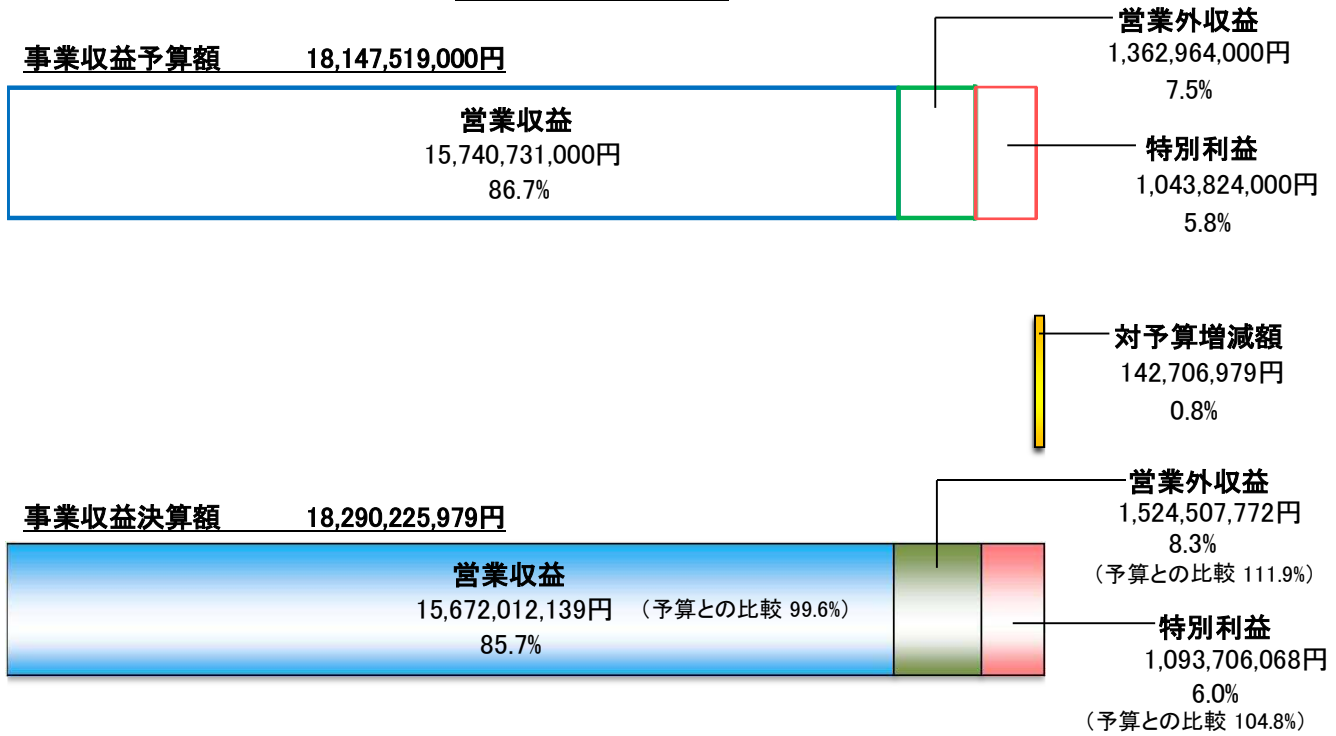 営業外収益
1,362,964,000円
7.5%
事業収益予算額 18,147,519,000円
営業収益
15,740,731,000円
86.7%
特別利益
1,043,824,000円
5.8%
対予算増減額
142,706,979円
0.8%
事業収益決算額 18,290,225,979円
営業外収益
1,524,507,772円
8.3%
（予算との比較 111.9%）
営業収益
15,672,012,139円 （予算との比較 99.6%）
85.7%
特別利益
1,093,706,068円
6.0%
（予算との比較 104.8%）